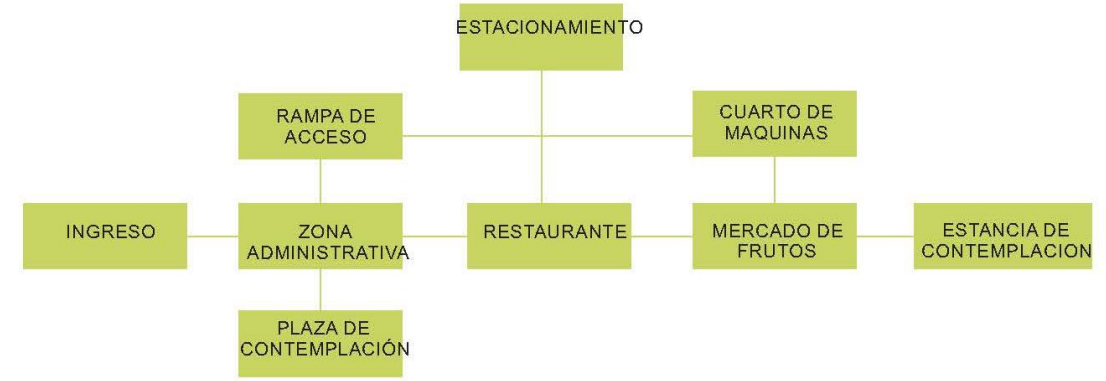 ESTACIONAMIENTO
RAMPA DE
ACCESO
CUARTO DE
MAQUINAS
INGRESO
ZONA
ADMINISTRATIVA
RESTAURANTE
MERCADO DE
FRUTOS
ESTANCIA DE
CONTEMPLACION
PLAZA DE
CONTEMPLACIÓN